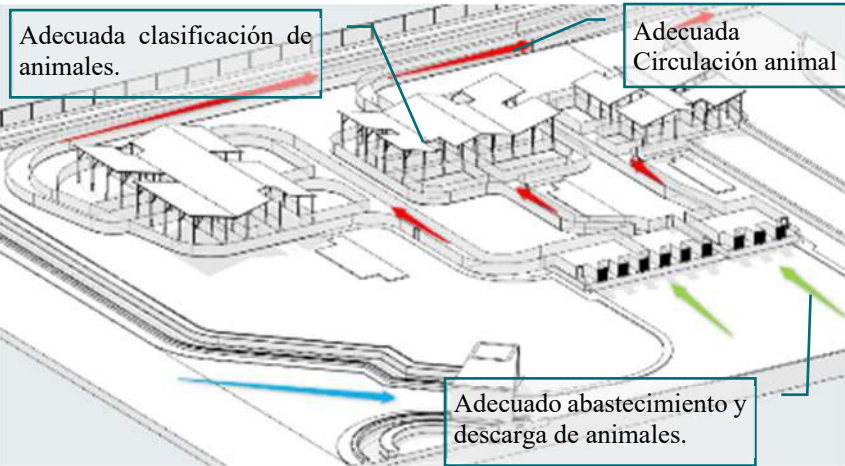 Adecuada clasificación de
animales.
Adecuada
Circulación animal
Adecuado abastecimiento y
descarga de animales.